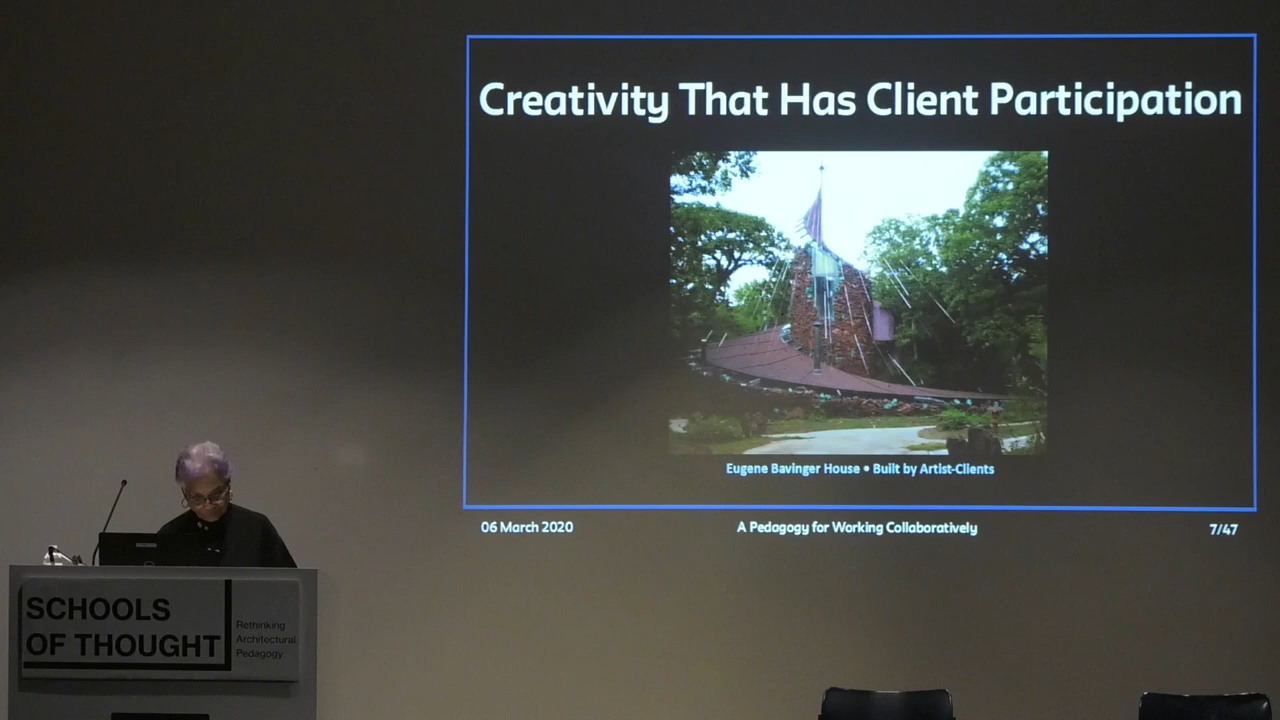 Creativity That Has Client Participation
Eugene Bavinger House • Built by Artist-Clients
06 March 2020
A Pedagogy for Working Collaboratively
7/47
SCHOOLS
OF THOUGHT
Rethinking
Architectural
Pedagogy